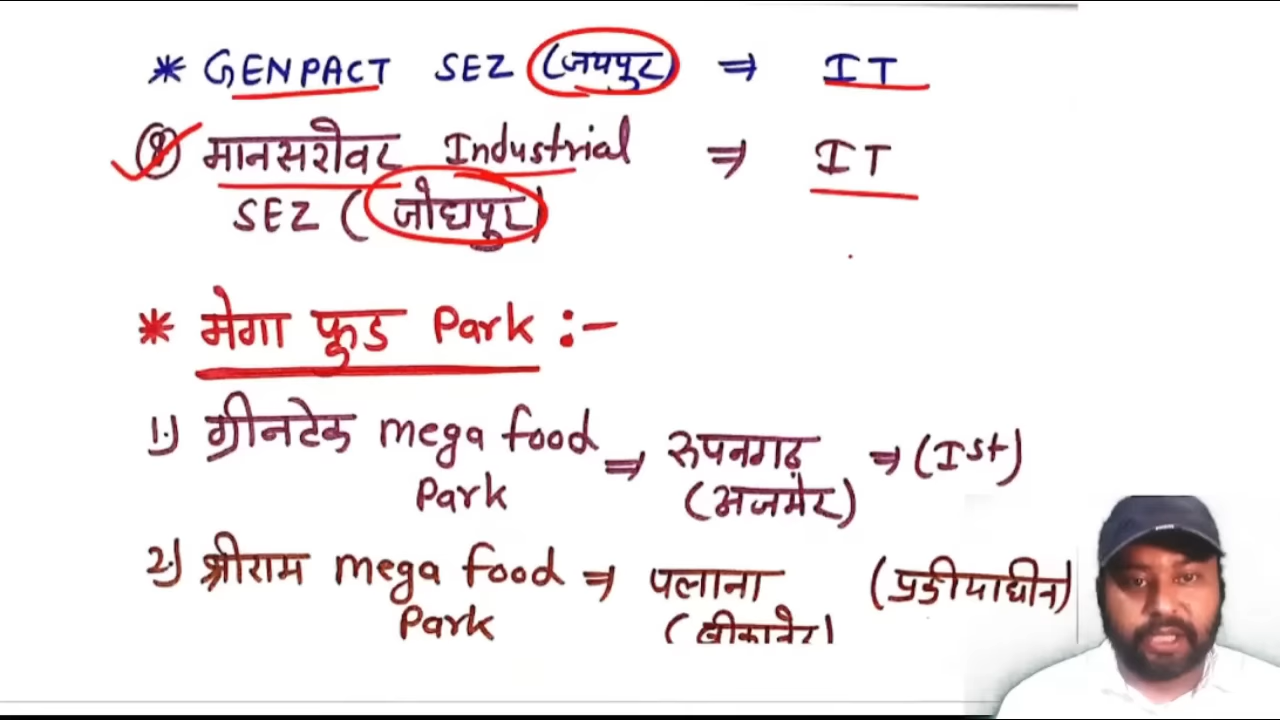 * GENPACT SEZ (जयपुर) ⇒ IT
(9) मानसरोवर Industrial ⇒ IT
SEZ (जोधपुर)
* मेगा फुड Park :-
1.) ग्रीनटेक mega food ⇒ रुपनगढ़ ⇒ (Ist)
Park (अजमेर)
2.) श्रीराम mega food ⇒ पलाना (प्रक्रीयाधीन)
Park (बीकानेर)